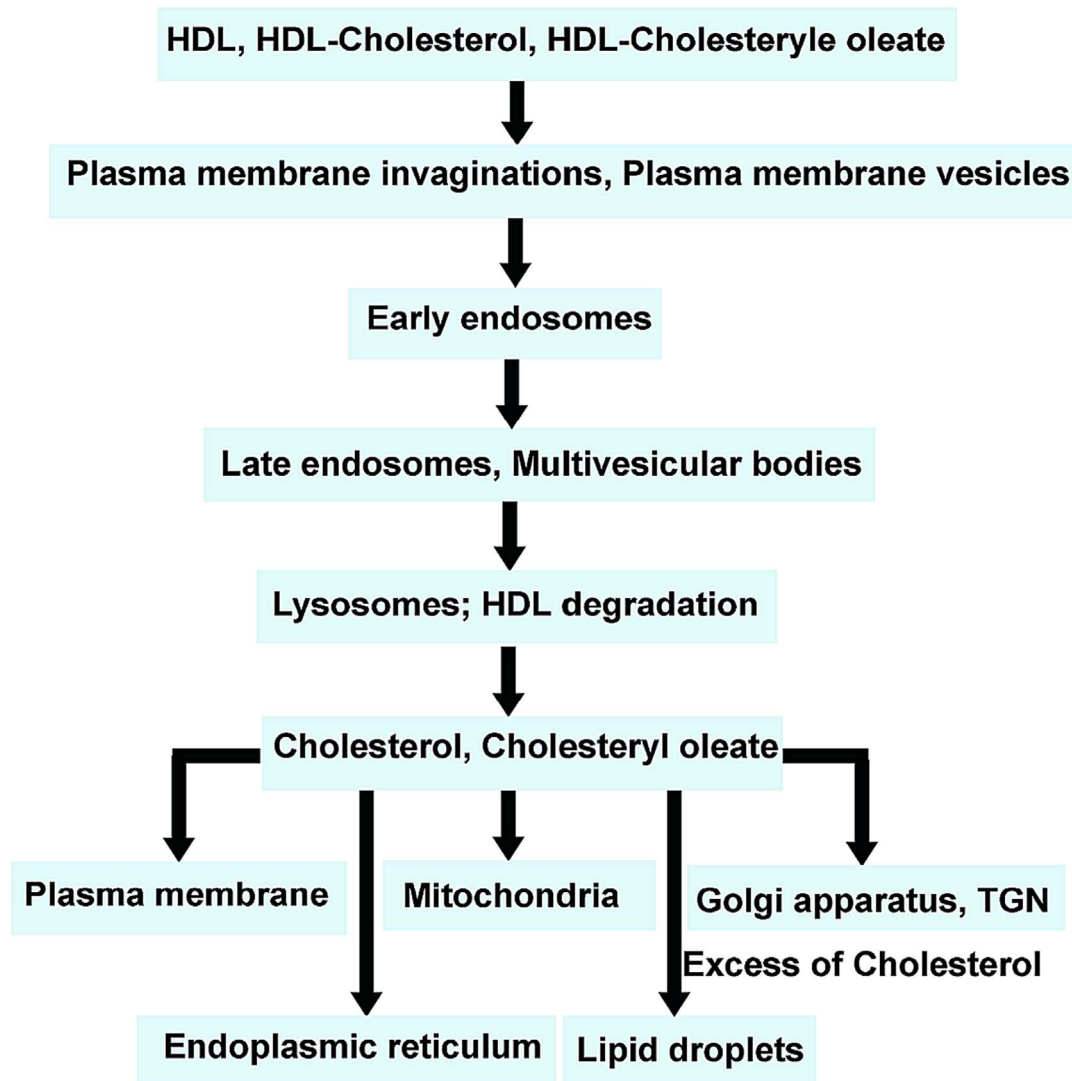 HDL, HDL-Cholesterol, HDL-Cholesteryle oleate
Plasma membrane invaginations, Plasma membrane vesicles
Early endosomes
Late endosomes, Multivesicular bodies
Lysosomes; HDL degradation
Cholesterol, Cholesteryl oleate
Plasma membrane
Mitochondria
Golgi apparatus, TGN
Excess of Cholesterol
Endoplasmic reticulum
Lipid droplets